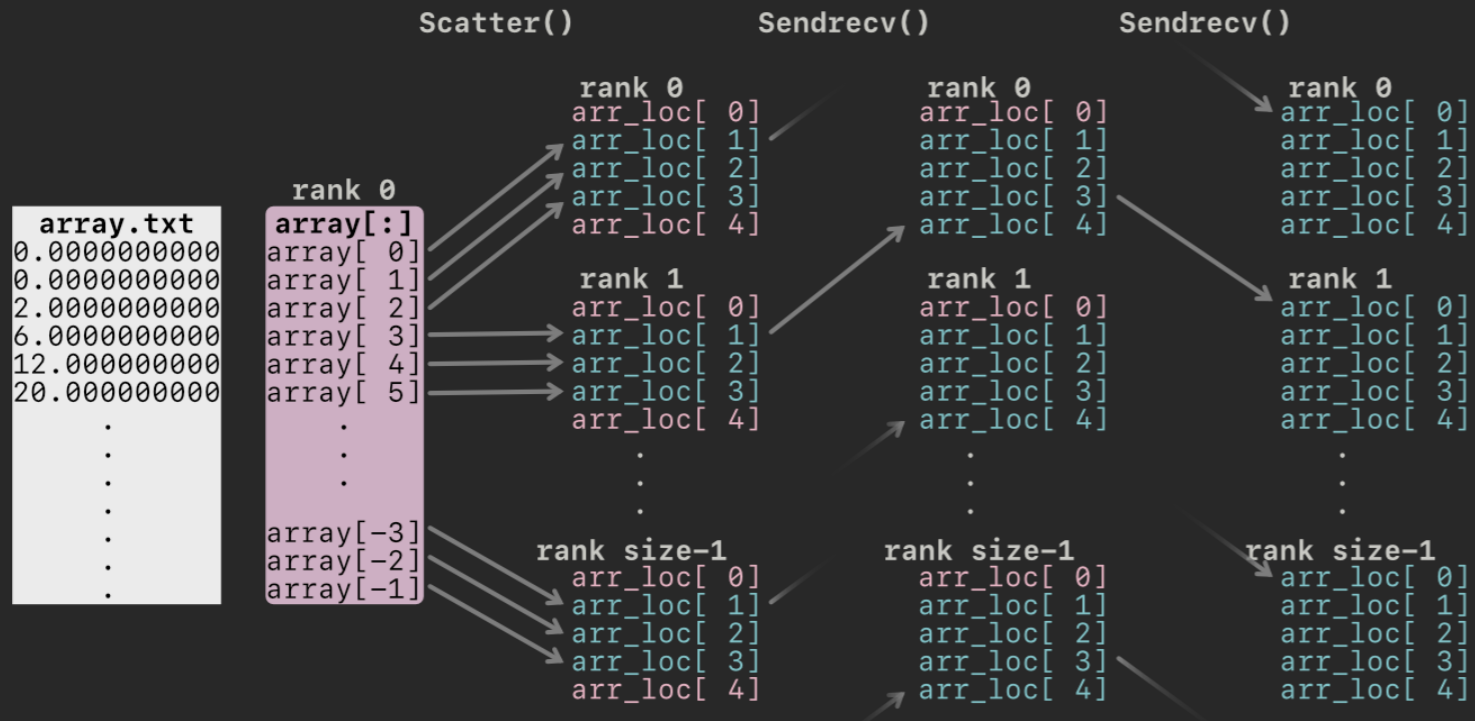 Scatter()
Sendrecv()
Sendrecv()
array.txt
0.0000000000
0.0000000000
2.0000000000
6.0000000000
12.000000000
20.000000000
.
.
.
.
.
.
.
rank 0
array[:]
array[ 0]
array[ 1]
array[ 2]
array[ 3]
array[ 4]
array[ 5]
.
.
.
array[−3]
array[−2]
array[−1]
rank 0
arr_loc[ 0]
arr_loc[ 1]
arr_loc[ 2]
arr_loc[ 3]
arr_loc[ 4]
rank 1
arr_loc[ 0]
arr_loc[ 1]
arr_loc[ 2]
arr_loc[ 3]
arr_loc[ 4]
.
.
.
rank size−1
arr_loc[ 0]
arr_loc[ 1]
arr_loc[ 2]
arr_loc[ 3]
arr_loc[ 4]
rank 0
arr_loc[ 0]
arr_loc[ 1]
arr_loc[ 2]
arr_loc[ 3]
arr_loc[ 4]
rank 1
arr_loc[ 0]
arr_loc[ 1]
arr_loc[ 2]
arr_loc[ 3]
arr_loc[ 4]
.
.
.
rank size−1
arr_loc[ 0]
arr_loc[ 1]
arr_loc[ 2]
arr_loc[ 3]
arr_loc[ 4]
rank 0
arr_loc[ 0]
arr_loc[ 1]
arr_loc[ 2]
arr_loc[ 3]
arr_loc[ 4]
rank 1
arr_loc[ 0]
arr_loc[ 1]
arr_loc[ 2]
arr_loc[ 3]
arr_loc[ 4]
.
.
.
rank size−1
arr_loc[ 0]
arr_loc[ 1]
arr_loc[ 2]
arr_loc[ 3]
arr_loc[ 4]